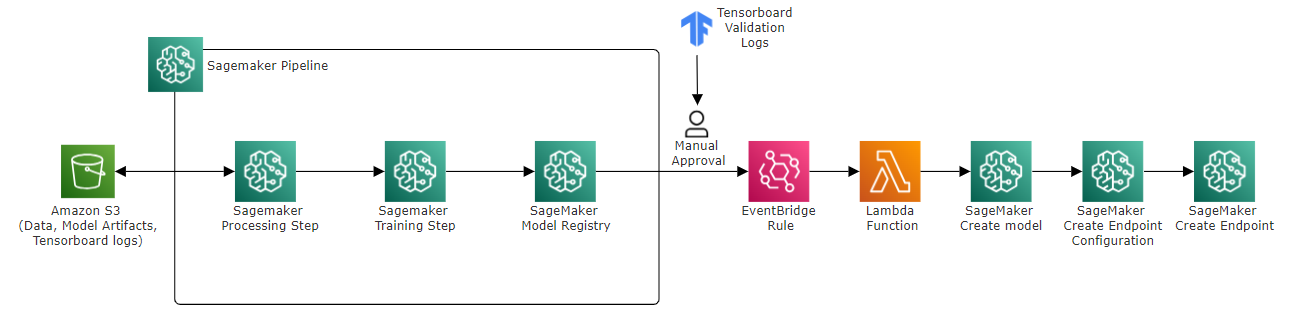 Tensorboard
Validation
Logs
Sagemaker Pipeline
Manual
Approval
Amazon S3
(Data, Model Artifacts,
Tensorboard logs)
Sagemaker
Processing Step
Sagemaker
Training Step
SageMaker
Model Registry
EventBridge
Rule
Lambda
Function
SageMaker
Create model
SageMaker
Create Endpoint
Configuration
SageMaker
Create Endpoint